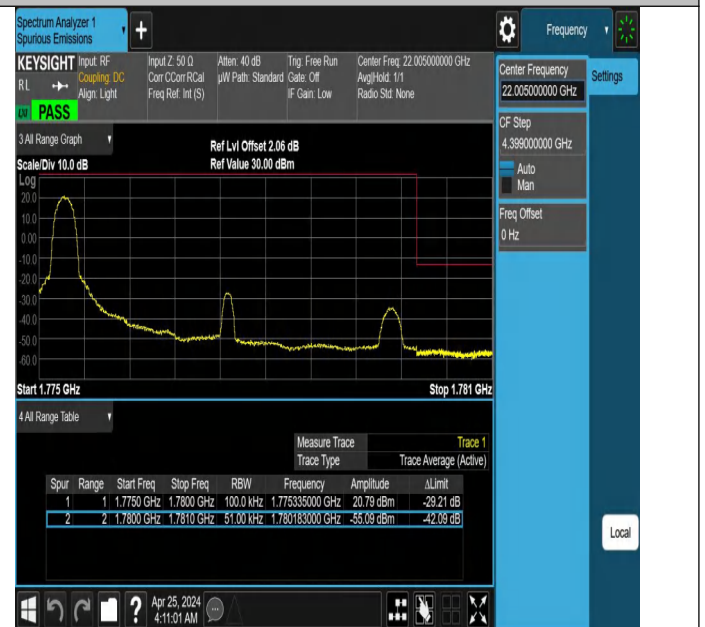 Spectrum Analyzer 1
Spurious Emissions
+
Frequency
KEYSIGHT Input: RF Input Z: 50 Ω Atten: 40 dB Trig: Free Run Center Freq: 22.005000000 GHz
RL Coupling: DC Corr CCorr RCal µW Path: Standard Gate: Off Avg|Hold: 1/1
Align: Light Freq Ref: Int (S) IF Gain: Low Radio Std: None
PASS
3 All Range Graph
Ref Lvl Offset 2.06 dB
Scale/Div 10.0 dB Ref Value 30.00 dBm
Log
20.0
10.0
0.00
-10.0
-20.0
-30.0
-40.0
-50.0
-60.0
Start 1.775 GHz Stop 1.781 GHz
4 All Range Table
Measure Trace Trace 1
Trace Type Trace Average (Active)
Spur Range Start Freq Stop Freq RBW Frequency Amplitude ΔLimit
1 1 1.7750 GHz 1.7800 GHz 100.0 kHz 1.775335000 GHz 20.79 dBm -29.21 dB
2 2 1.7800 GHz 1.7810 GHz 51.00 kHz 1.780183000 GHz -55.09 dBm -42.09 dB
Center Frequency
22.005000000 GHz
Settings
CF Step
4.399000000 GHz
Auto
Man
Freq Offset
0 Hz
Local
?
Apr 25, 2024
4:11:01 AM